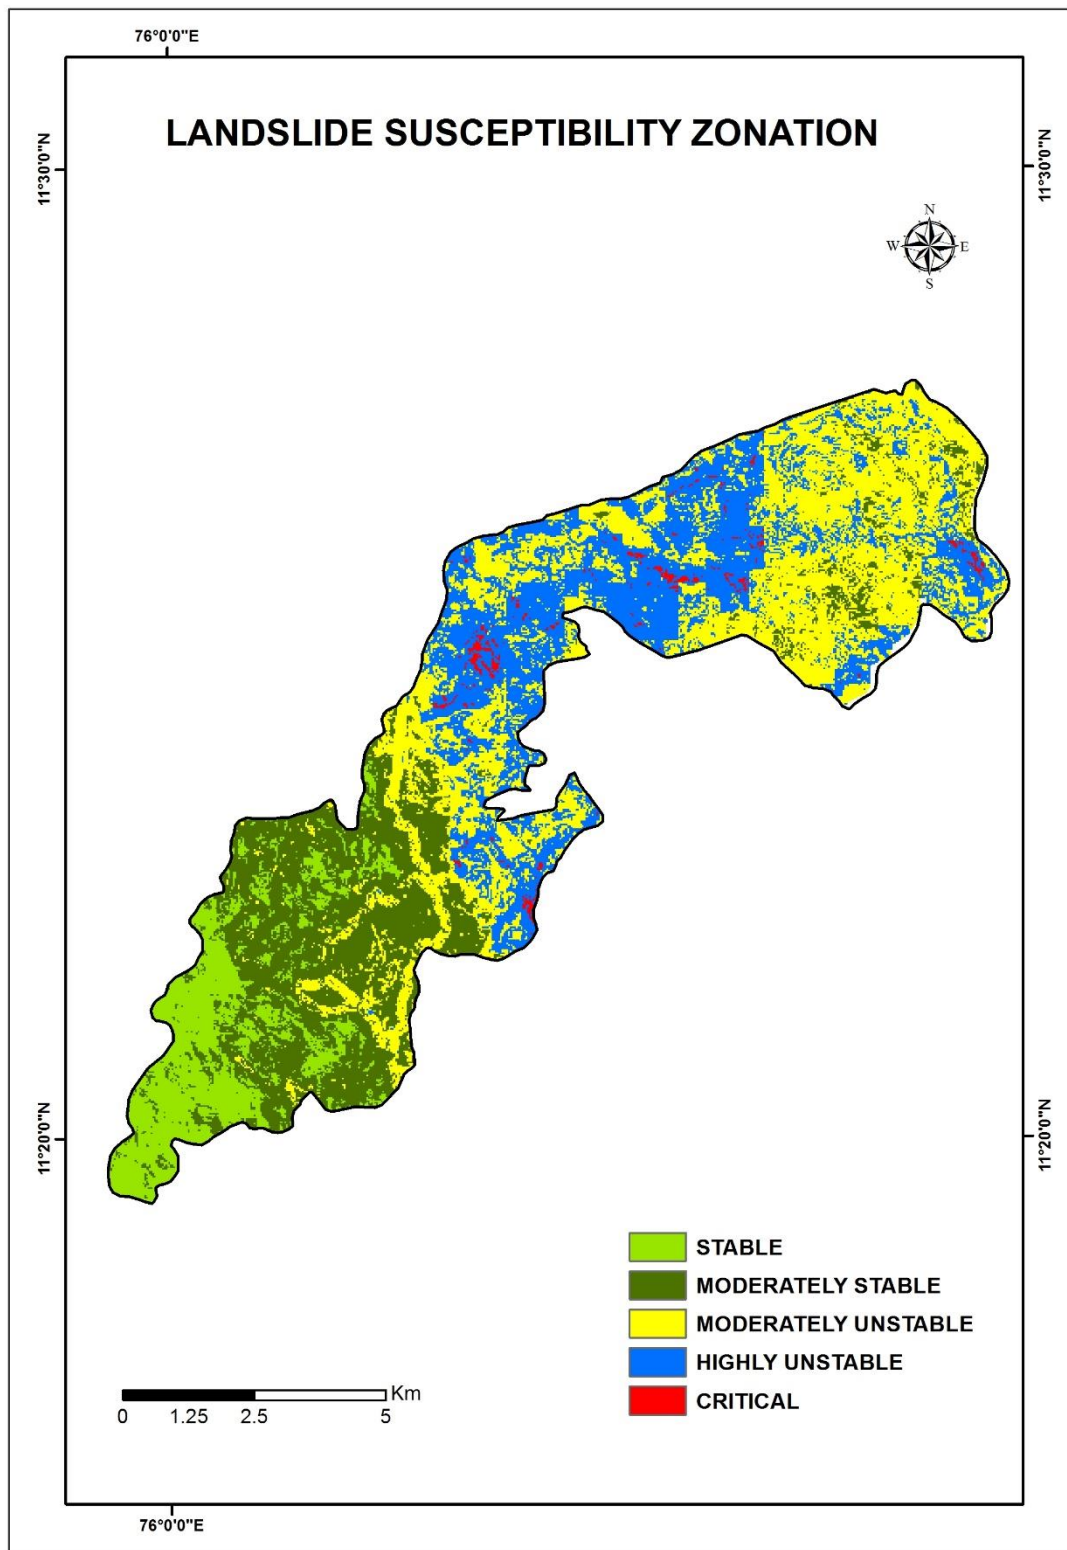 76°0'0"E
LANDSLIDE SUSCEPTIBILITY ZONATION
11°30'0"N
11°30'0"N
N
W E
S
11°20'0"N
11°20'0"N
STABLE
MODERATELY STABLE
MODERATELY UNSTABLE
HIGHLY UNSTABLE
CRITICAL
Km
0 1.25 2.5 5
76°0'0"E